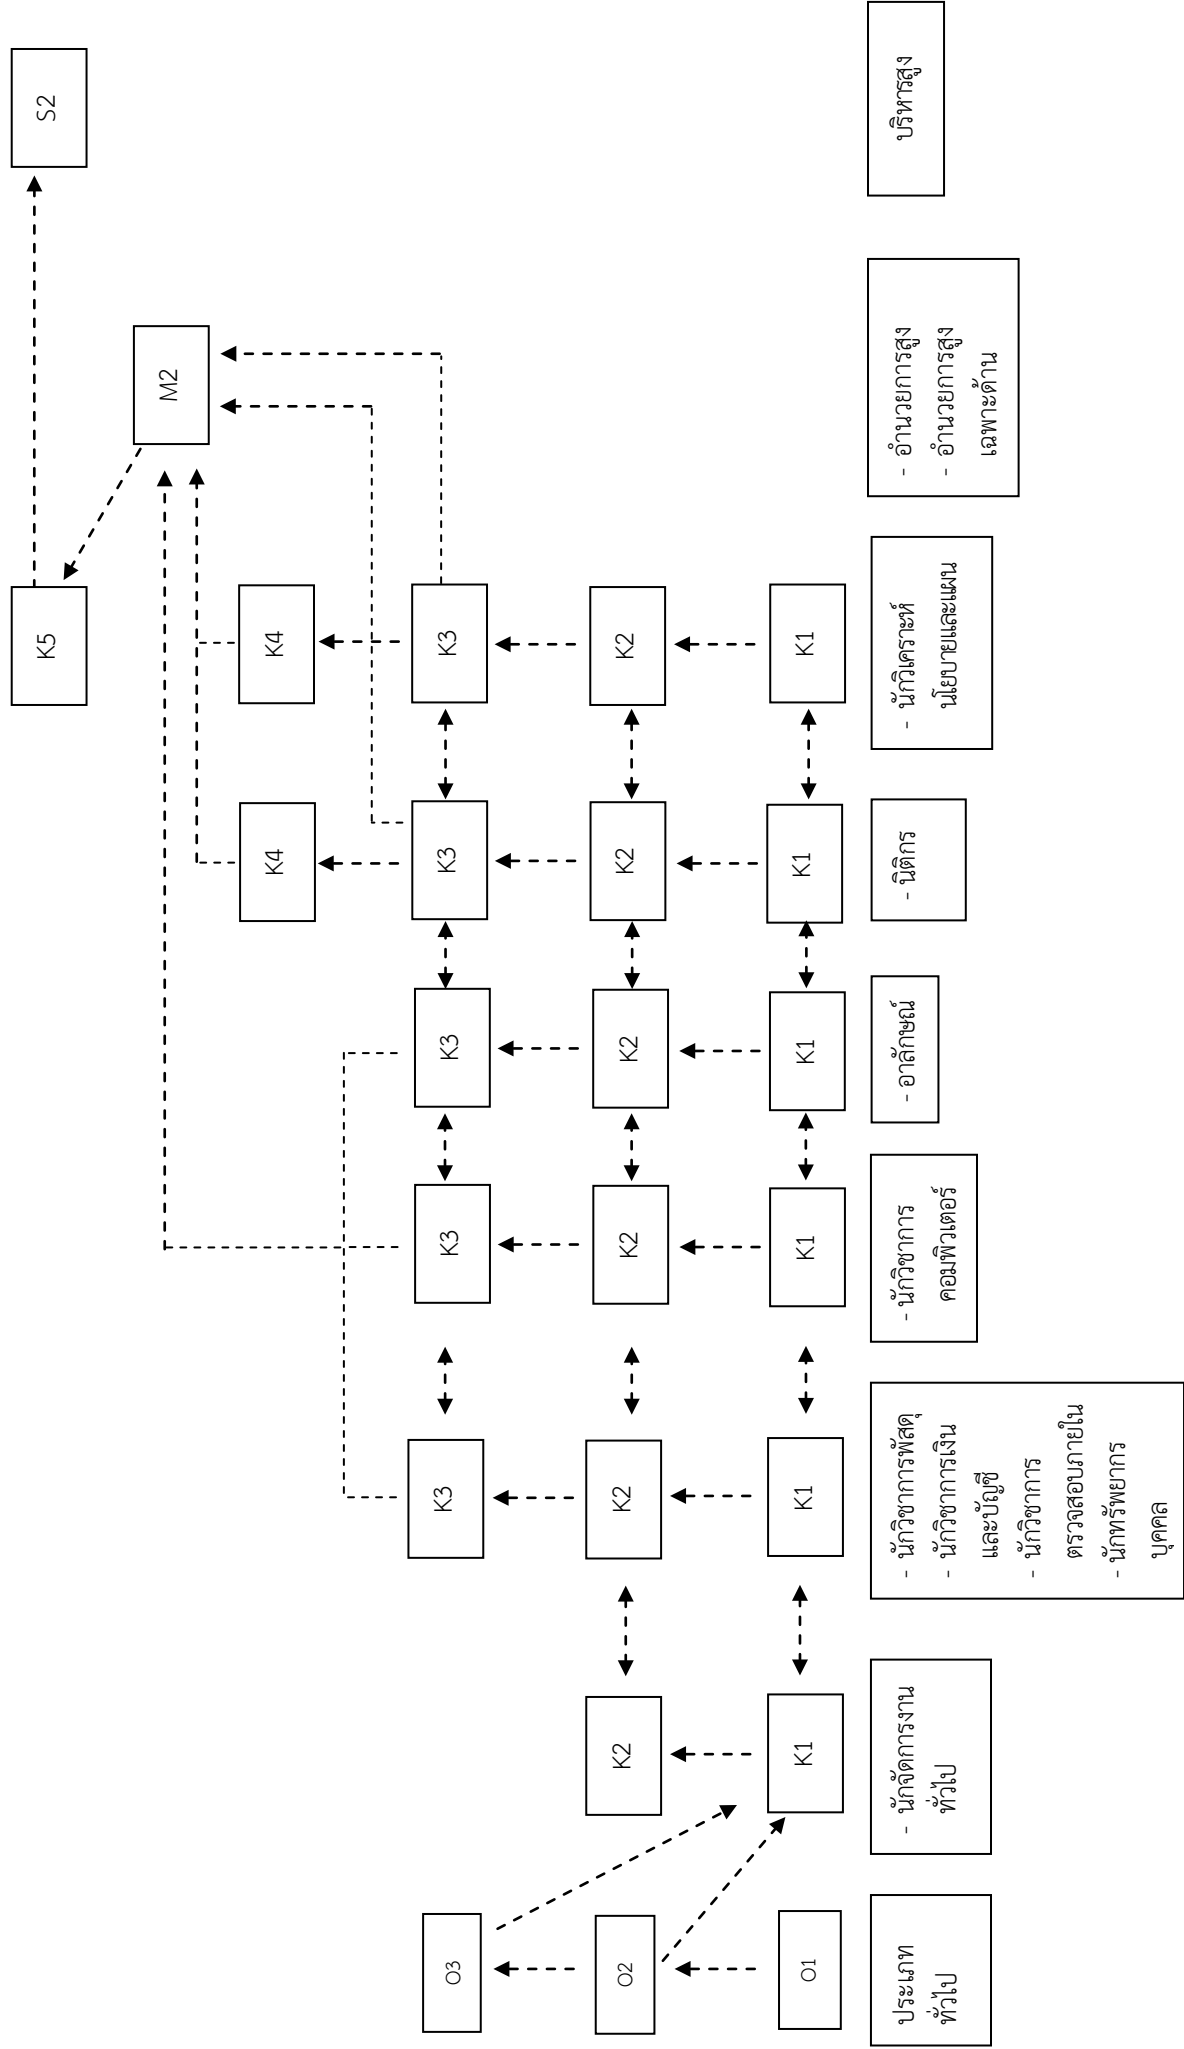 S2
K5
M2
K4
K4
O3
K3
K3
K3
K3
K3
O2
K2
K2
K2
K2
K2
K2
O1
K1
K1
K1
K1
K1
K1
ประเภท
ทั่วไป
- นักจัดการงาน
ทั่วไป
- นักวิชาการพัสดุ
- นักวิชาการเงิน
และบัญชี
- นักวิชาการ
ตรวจสอบภายใน
- นักทรัพยากร
บุคคล
- นักวิชาการ
คอมพิวเตอร์
- อาลักษณ์
- นิติกร
- นักวิเคราะห์
นโยบายและแผน
- อำนวยการสูง
- อำนวยการสูง
เฉพาะด้าน
บริหารสูง